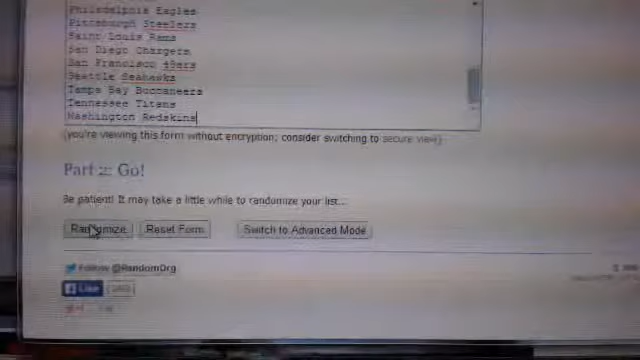 Philadelphia Eagles
Pittsburgh Steelers
Saint Louis Rams
San Diego Chargers
San Francisco 49ers
Seattle Seahawks
Tampa Bay Buccaneers
Tennessee Titans
Washington Redskins
(you're viewing this form without encryption; consider switching to secure view)
Part 2: Go!
Be patient! It may take a little while to randomize your list...
Randomize Reset Form Switch to Advanced Mode
Follow @RandomOrg
Like